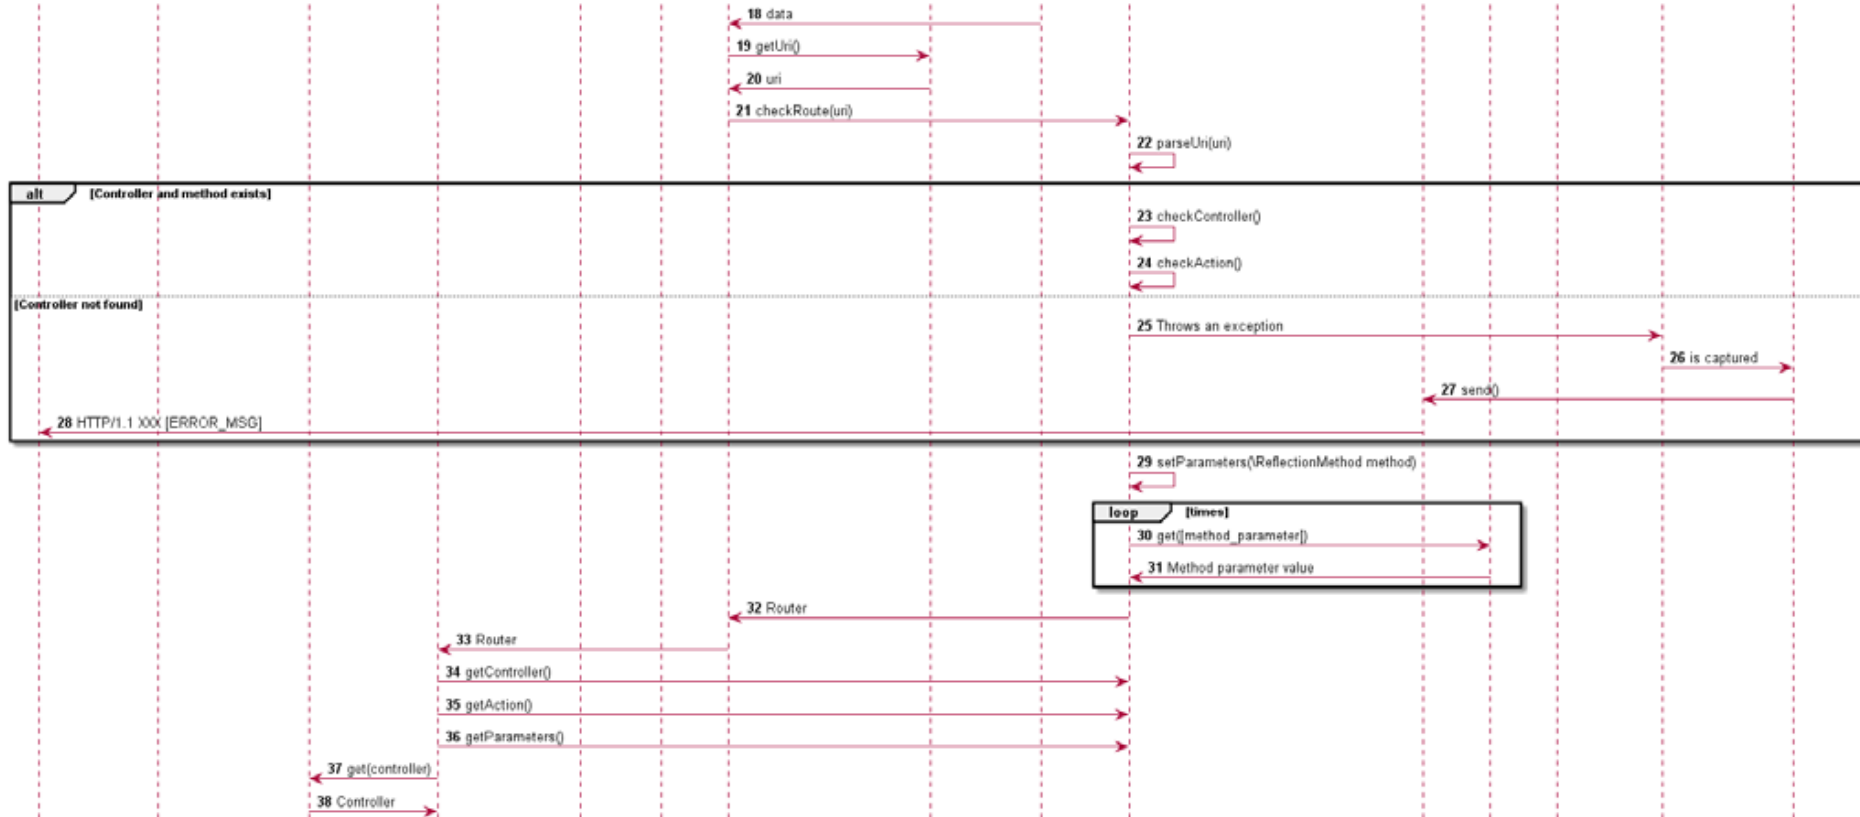 18 data
19 getUri()
20 uri
21 checkRoute(uri)
22 parseUri(uri)
alt [Controller and method exists]
23 checkController()
24 checkAction()
[Controller not found]
25 Throws an exception
26 is captured
27 send()
28 HTTP/1.1 XXX [ERROR_MSG]
29 setParameters(\ReflectionMethod method)
loop [times]
30 get([method_parameter])
31 Method parameter value
32 Router
33 Router
34 getController()
35 getAction()
36 getParameters()
37 get(controller)
38 Controller